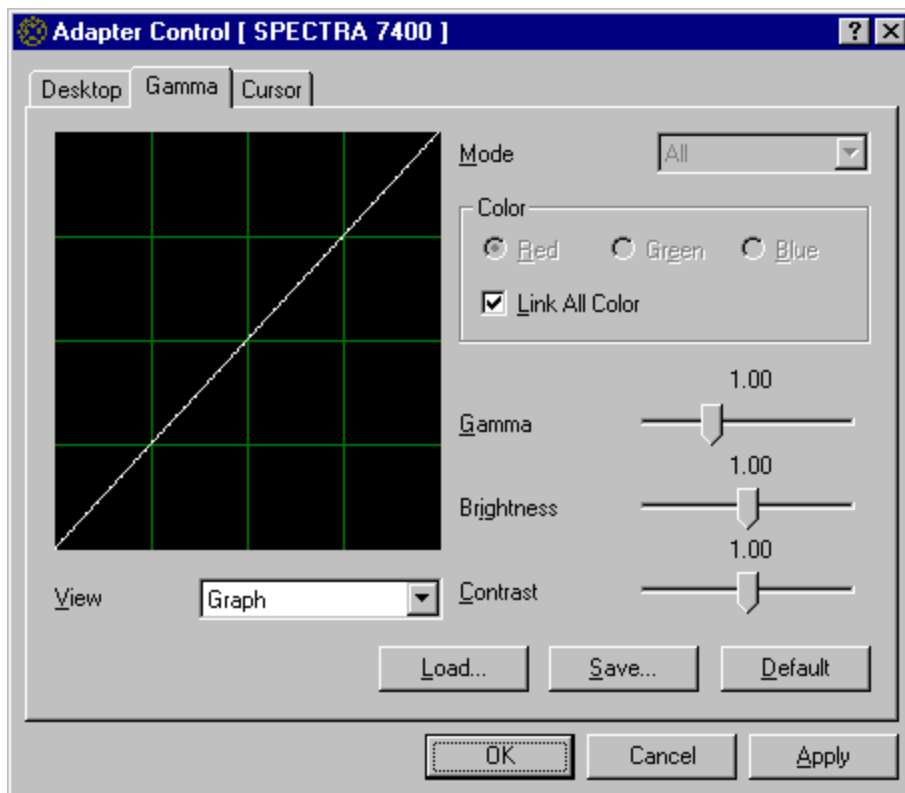 Adapter Control [ SPECTRA 7400 ]
Desktop Gamma Cursor
Mode All
Color
Red Green Blue
Link All Color
1.00
Gamma
1.00
Brightness
1.00
Contrast
View Graph
Load... Save... Default
OK Cancel Apply